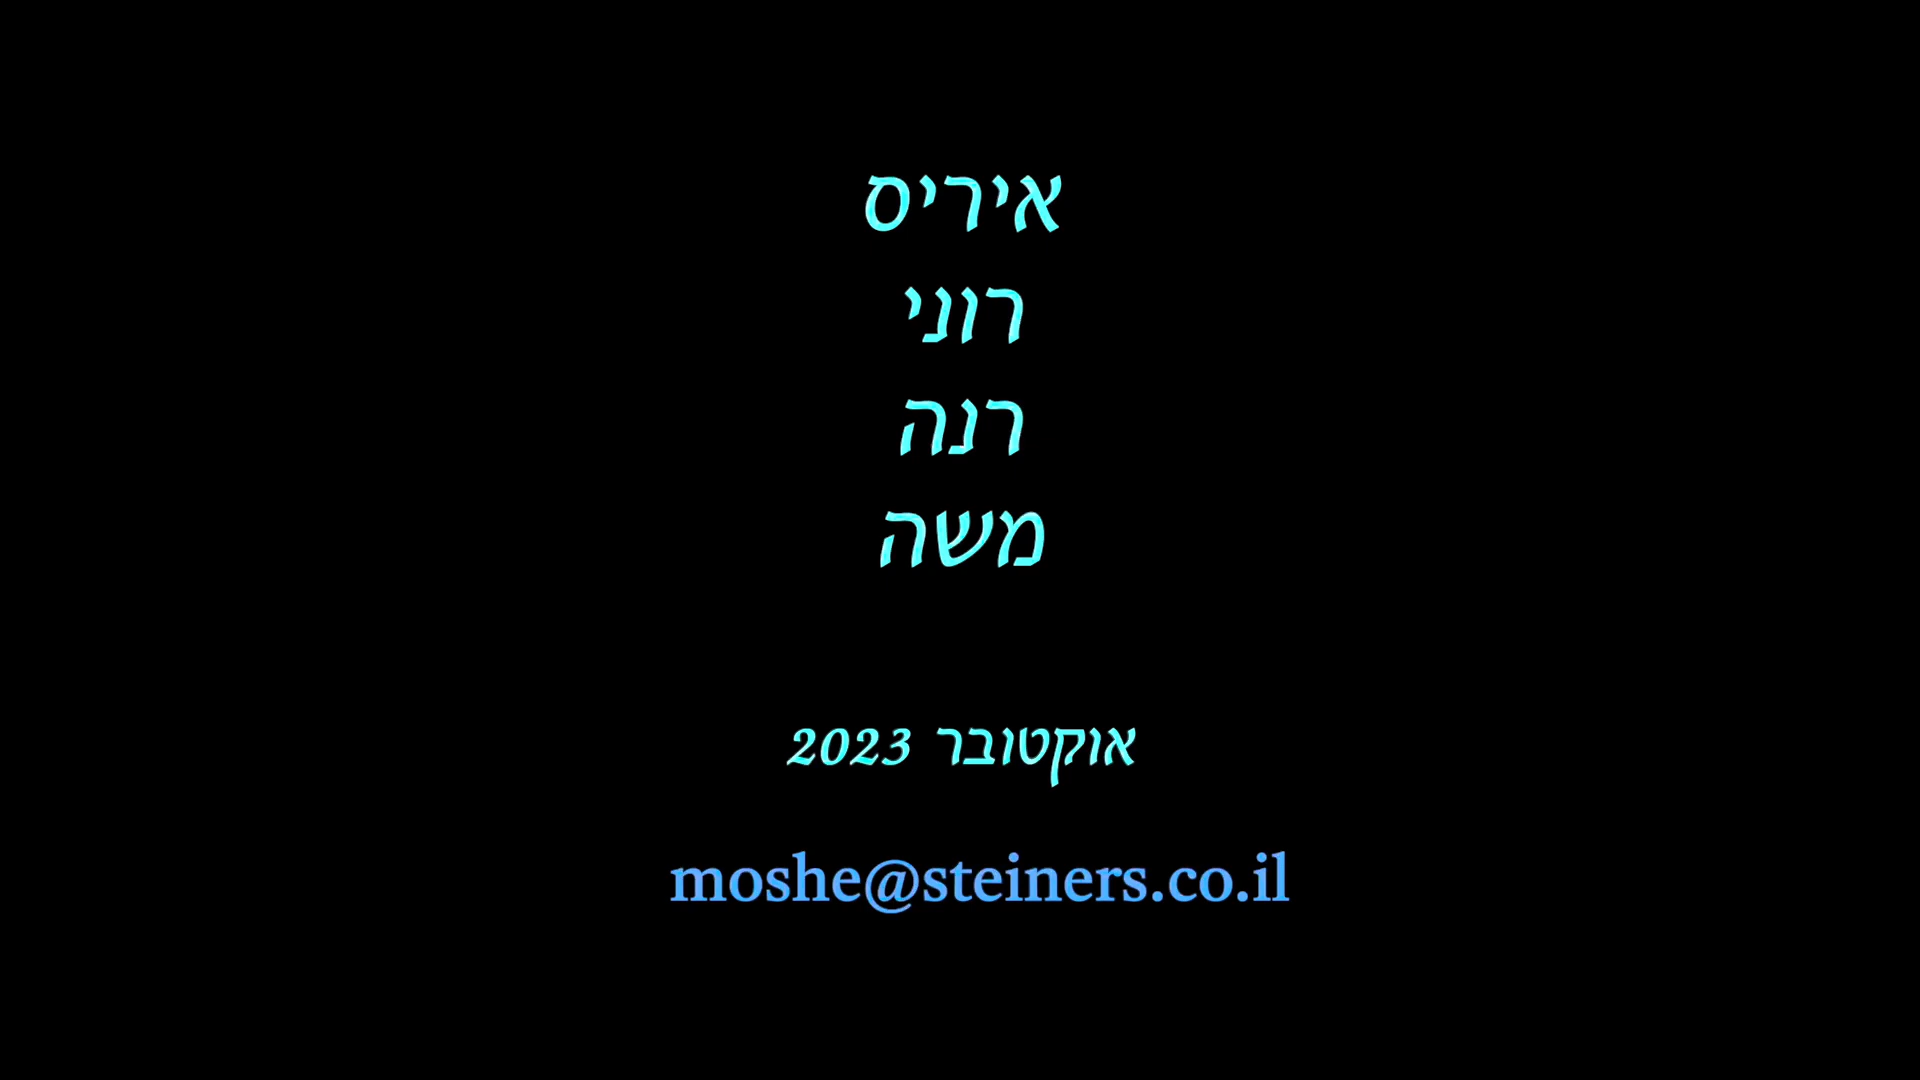 איריס
רוני
רנה
משה
אוקטובר 2023
moshe@steiners.co.il